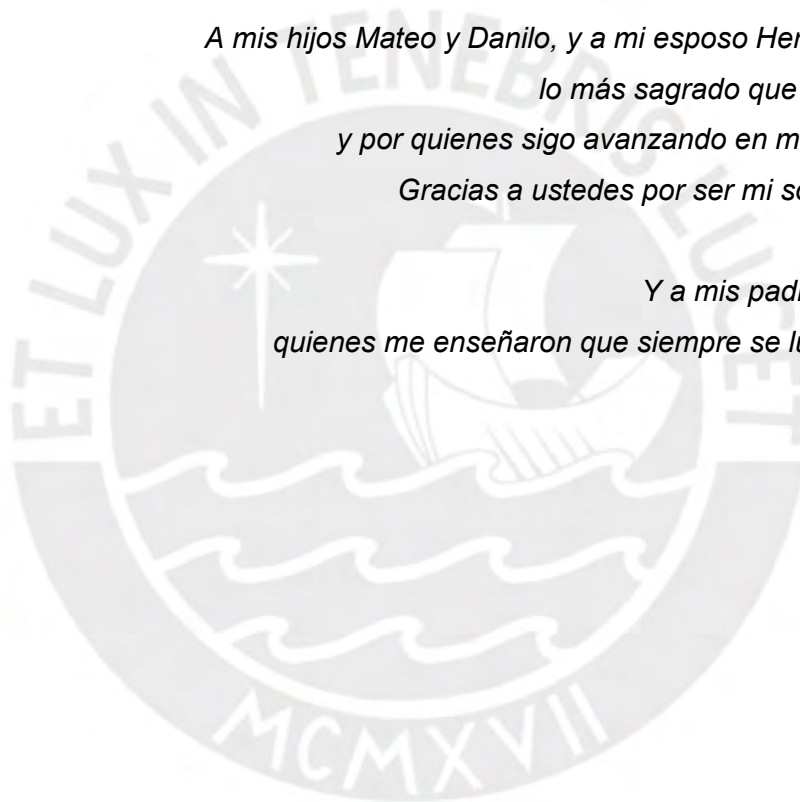 A mis hijos Mateo y Danilo, y a mi esposo
lo más sagrado que
y por quienes sigo avanzando en
Gracias a ustedes por ser mi
Y a mis
quienes me enseñaron que siempre se
ET LUX IN TENEBRIS LUCET
MCMXVII